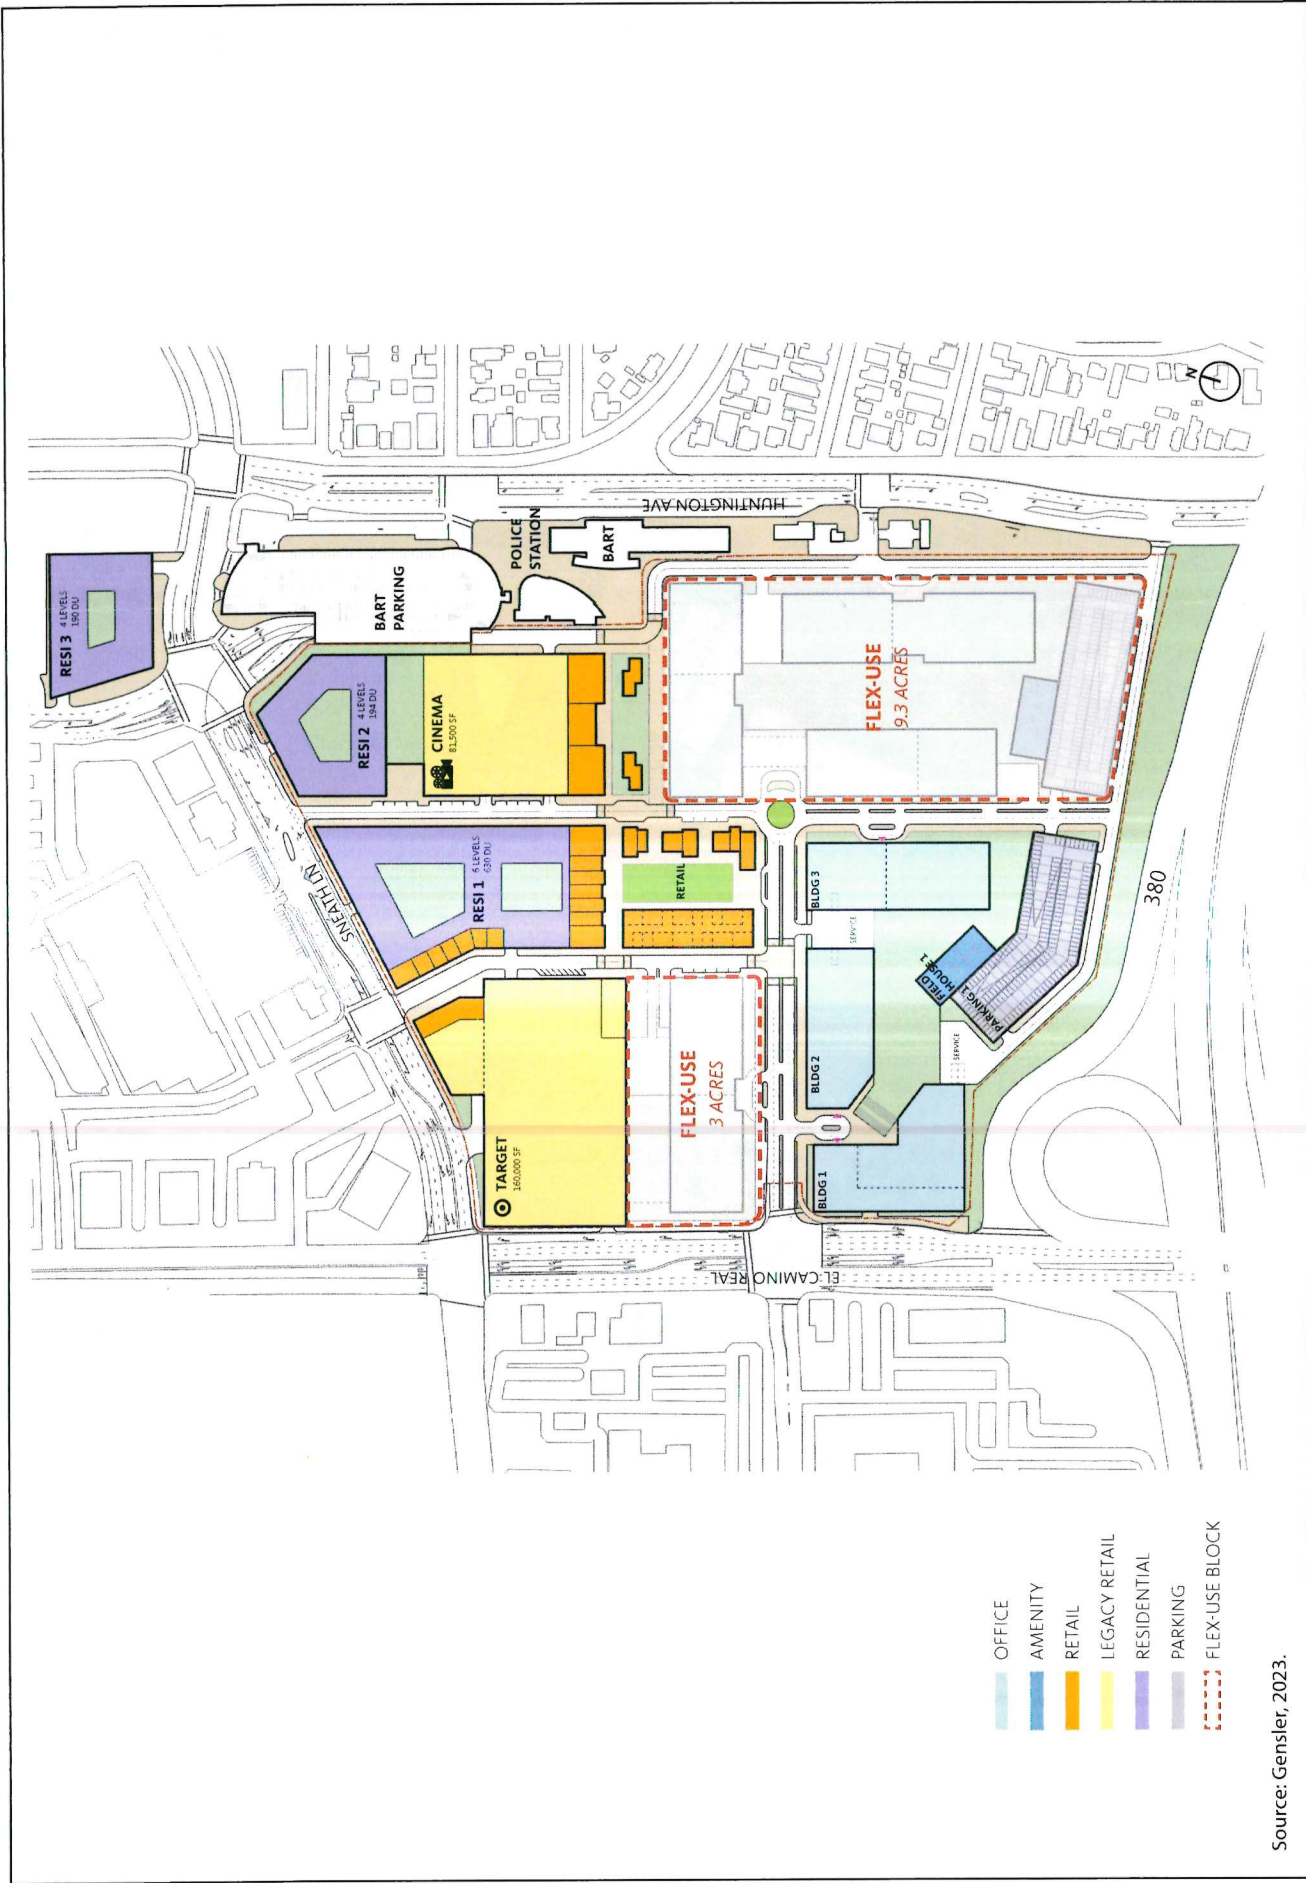 RESI 3
4 LEVELS
190 DU
SNEATH LN
RESI 2
4 LEVELS
194 DU
BART
PARKING
POLICE
STATION
BART
HUNTINGTON AVE
CINEMA
81,500 SF
RESI 1
6 LEVELS
630 DU
RETAIL
TARGET
160,000 SF
FLEX-USE
3 ACRES
FLEX-USE
9.3 ACRES
EL CAMINO REAL
BLDG 1
BLDG 2
BLDG 3
SERVICE
SERVICE
FIELD
HOUSE 1
PARKING 1
380
N
OFFICE
AMENITY
RETAIL
LEGACY RETAIL
RESIDENTIAL
PARKING
FLEX-USE BLOCK
Source: Gensler, 2023.